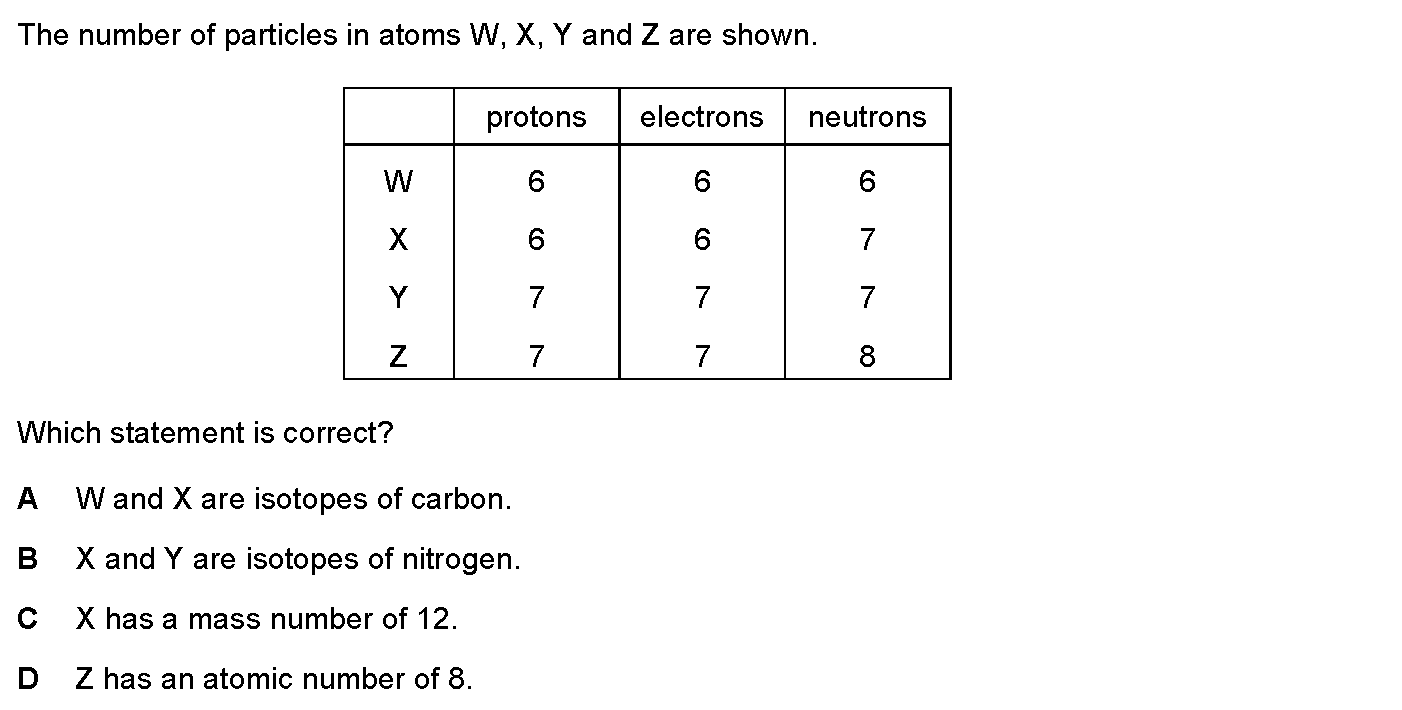 The number of particles in atoms W, X, Y and Z are shown.
protons electrons neutrons
W 6 6 6
X 6 6 7
Y 7 7 7
Z 7 7 8
Which statement is correct?
A W and X are isotopes of carbon.
B X and Y are isotopes of nitrogen.
C X has a mass number of 12.
D Z has an atomic number of 8.